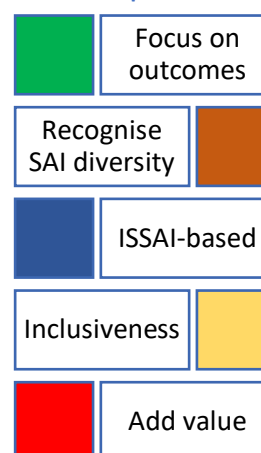 Focus on
outcomes
Recognise
SAI diversity
ISSAI-based
Inclusiveness
Add value